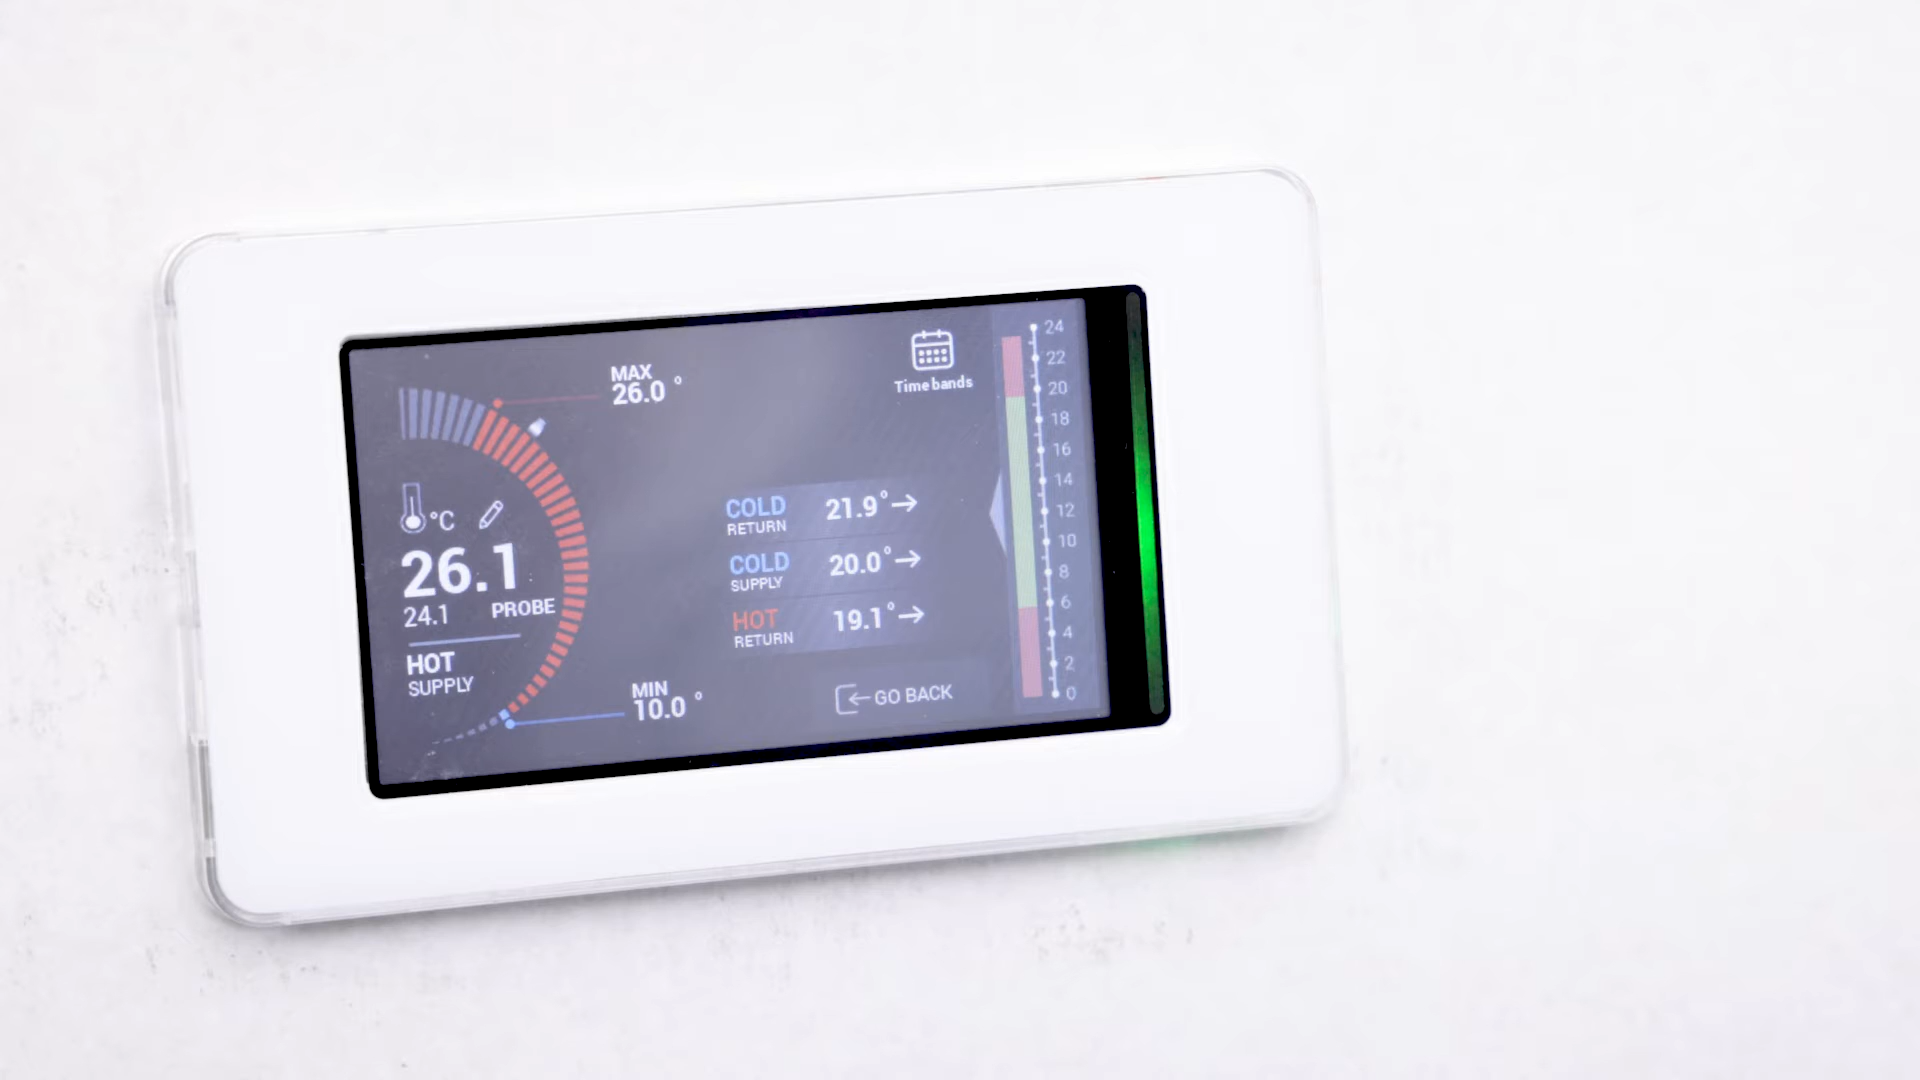 MAX
26.0 °
Time bands
°C
26.1
24.1 PROBE
HOT
SUPPLY
COLD
RETURN
21.9° →
COLD
SUPPLY
20.0° →
HOT
RETURN
19.1° →
MIN
10.0 °
GO BACK
24
22
20
18
16
14
12
10
8
6
4
2
0